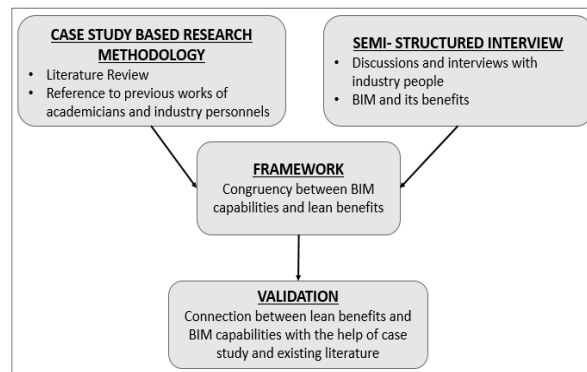 CASE STUDY BASED RESEARCH
METHODOLOGY
• Literature Review
• Reference to previous works of
academicians and industry personnels
SEMI- STRUCTURED INTERVIEW
• Discussions and interviews with
industry people
• BIM and its benefits
FRAMEWORK
Congruency between BIM
capabilities and lean benefits
VALIDATION
Connection between lean benefits and
BIM capabilities with the help of case
study and existing literature